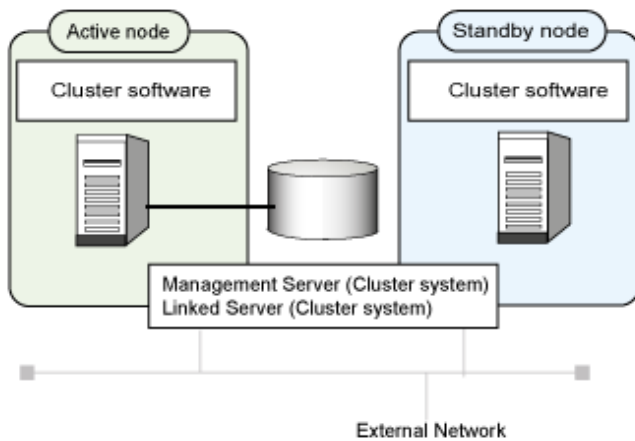 Active node
Standby node
Cluster software
Cluster software
Management Server (Cluster system)
Linked Server (Cluster system)
External Network